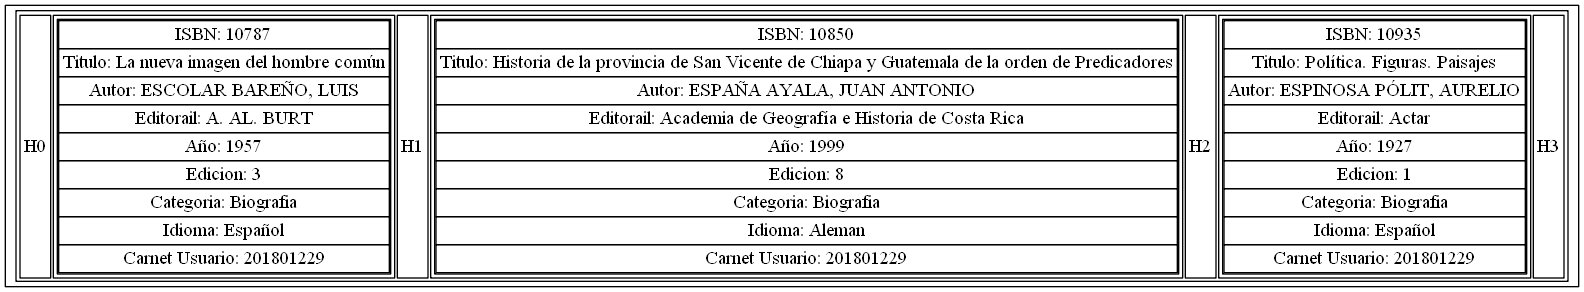 H0
ISBN: 10787
Titulo: La nueva imagen del hombre común
Autor: ESCOLAR BAREÑO, LUIS
Editorail: A. AL. BURT
Año: 1957
Edicion: 3
Categoria: Biografia
Idioma: Español
Carnet Usuario: 201801229
H1
ISBN: 10850
Titulo: Historia de la provincia de San Vicente de Chiapa y Guatemala de la orden de Predicadores
Autor: ESPAÑA AYALA, JUAN ANTONIO
Editorail: Academia de Geografía e Historia de Costa Rica
Año: 1999
Edicion: 8
Categoria: Biografia
Idioma: Aleman
Carnet Usuario: 201801229
H2
ISBN: 10935
Titulo: Política. Figuras. Paisajes
Autor: ESPINOSA PÓLIT, AURELIO
Editorail: Actar
Año: 1927
Edicion: 1
Categoria: Biografia
Idioma: Español
Carnet Usuario: 201801229
H3